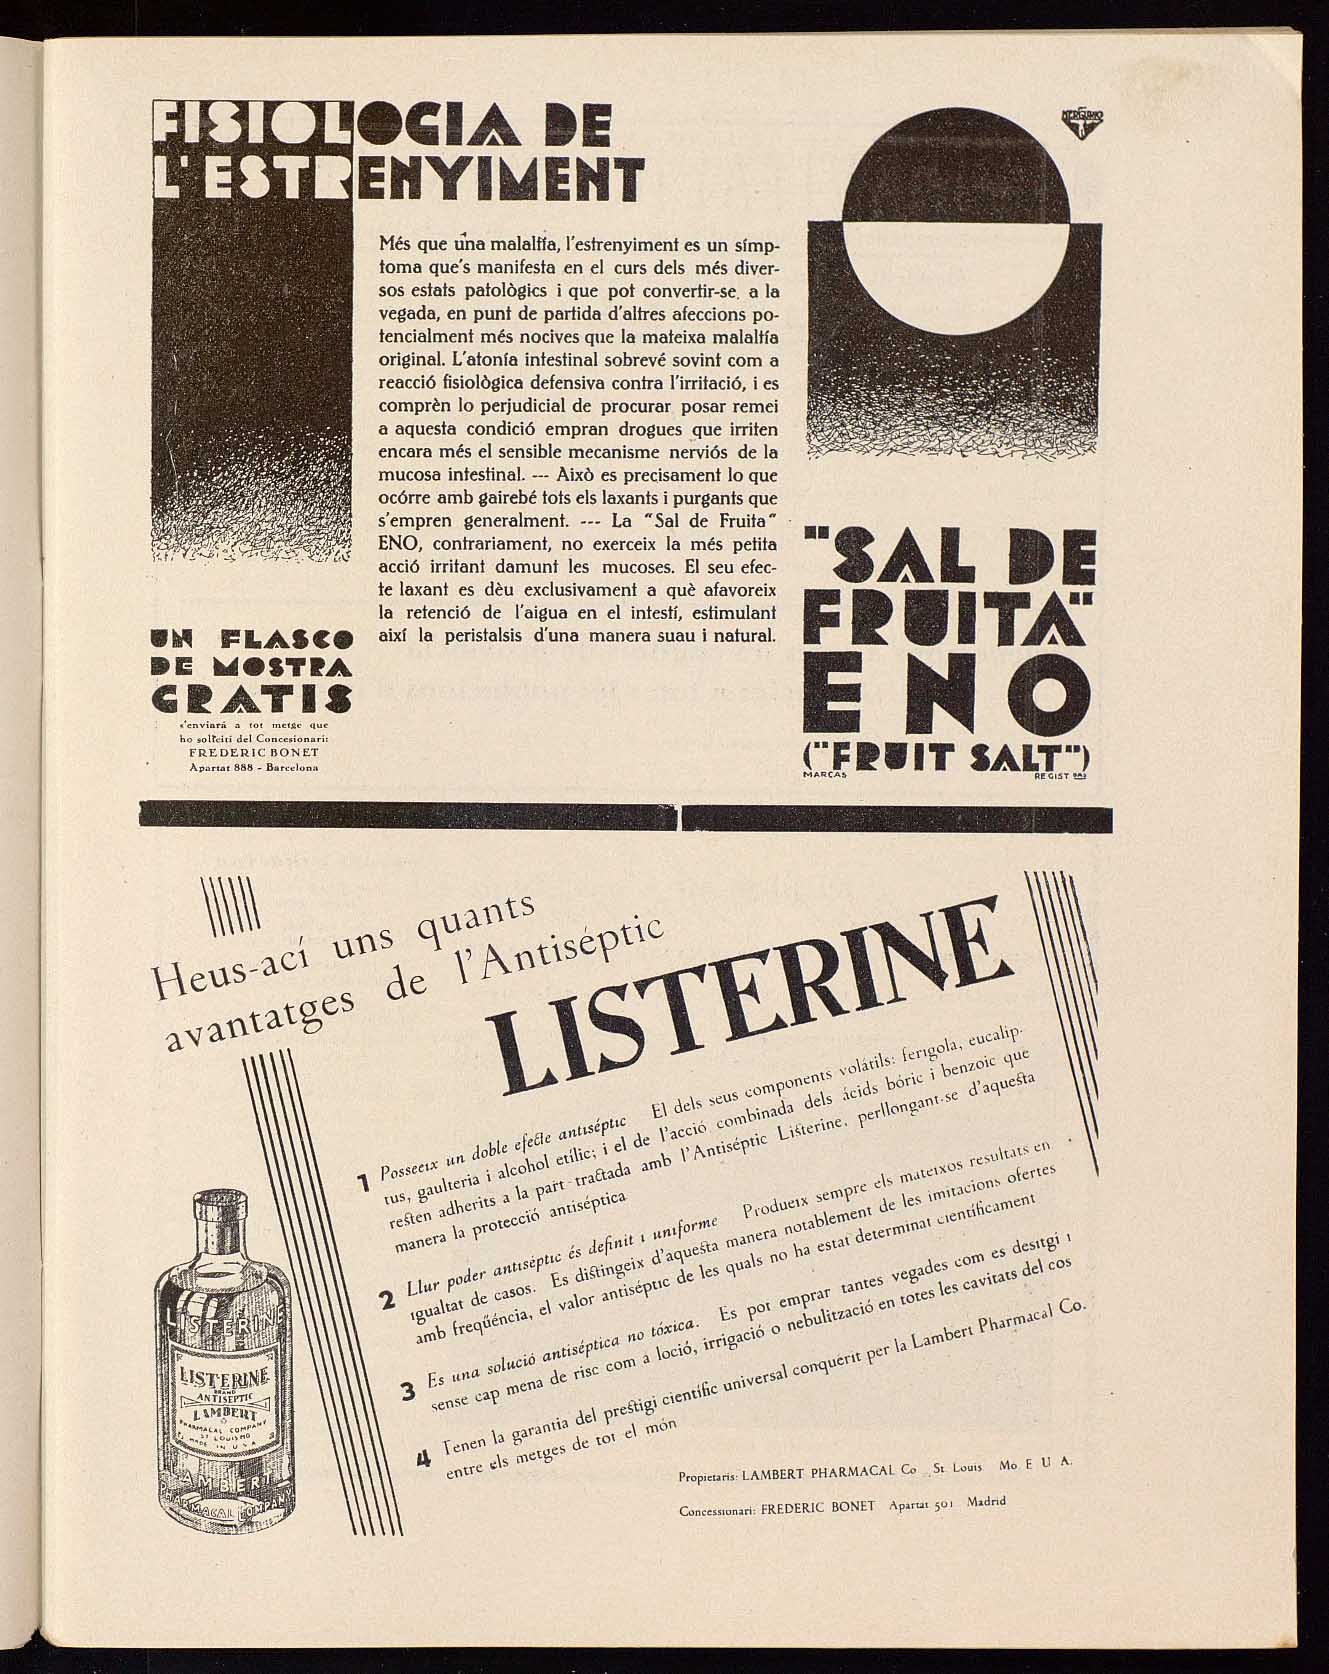 FISIOLOGIA DE
L'ESTRENYIMENT
Més que una malaltía, l'estrenyiment es un símp-
toma que's manifesta en el curs dels més diver-
sos estats patològics i que pot convertir-se, a la
vegada, en punt de partida d'altres afeccions po-
tencialment més nocives que la mateixa malaltía
original. L'atonía intestinal sobrevé sovint com a
reacció fisiològica defensiva contra l'irritació, i es
comprèn lo perjudicial de procurar posar remei
a aquesta condició empran drogues que irriten
encara més el sensible mecanisme nerviós de la
mucosa intestinal. --- Això es precisament lo que
ocórre amb gairebé tots els laxants i purgants que
s'empren generalment. --- La "Sal de Fruita"
ENO, contrariament, no exerceix la més petita
acció irritant damunt les mucoses. El seu efec-
te laxant es dèu exclusivament a què afavoreix
la retenció de l'aigua en el intestí, estimulant
així la peristalsis d'una manera suau i natural.
UN FLASCO
DE MOSTRA
GRATIS
s'enviará a tot metge que
ho sol·liciti del Concesionari:
FREDERIC BONET
Apartat 888 - Barcelona
"SAL DE
FRUITA"
ENO
("FRUIT SALT")
MARCAS REGIST DAS
Heus-ací uns quants
avantatges de l'Antiséptic
LISTERINE
1 Posseeix un doble efecte antiséptic El dels seus components volátils: ferigola, eucalip-
tus, gaulteria i alcohol etílic; i el de l'acció combinada dels ácids bóric i benzoic que
resten adherits a la part tractada amb l'Antiséptic Listerine, perllongant-se d'aquesta
manera la protecció antiséptica
2 Llur poder antiséptic és definit i uniforme Produeix sempre els mateixos resultats en
igualtat de casos. Es distingeix d'aquesta manera notablement de les imitacions ofertes
amb freqüéncia, el valor antiséptic de les quals no ha estat determinat científicament
3 Es una solució antiséptica no tóxica. Es pot emprar tantes vegades com es desitgi i
sense cap mena de risc com a loció, irrigació o nebulització en totes les cavitats del cos
4 Tenen la garantia del prestigi científic universal conquerit per la Lambert Pharmacal Co.
entre els metges de tot el món
LISTERINE
LISTERINE
BRAND
ANTISEPTIC
LAMBERT
PHARMACAL COMPANY
ST LOUIS MO
MADE IN U S A
LAMBERT
PHARMACAL COMPANY
Propietaris: LAMBERT PHARMACAL Co St. Louis Mo. E U A.
Concessionari: FREDERIC BONET Apartat 501 Madrid